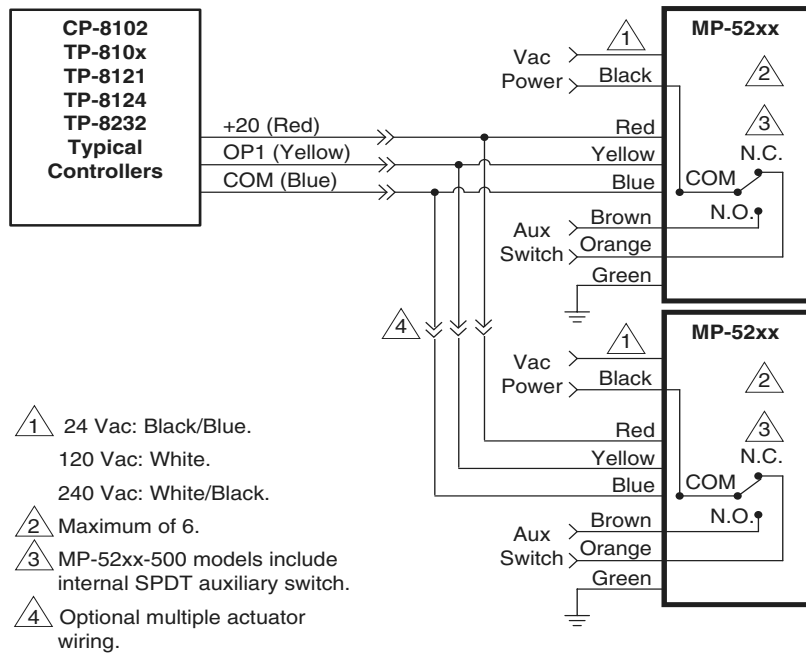 CP-8102
TP-810x
TP-8121
TP-8124
TP-8232
Typical
Controllers
+20 (Red)
OP1 (Yellow)
COM (Blue)
MP-52xx
1
2
3
Vac
Power
Black
Red
Yellow
Blue
N.C.
COM
N.O.
Aux
Switch
Brown
Orange
Green
4
MP-52xx
1
2
3
Vac
Power
Black
Red
Yellow
Blue
N.C.
COM
N.O.
Aux
Switch
Brown
Orange
Green
1 24 Vac: Black/Blue.
120 Vac: White.
240 Vac: White/Black.
2 Maximum of 6.
3 MP-52xx-500 models include
internal SPDT auxiliary switch.
4 Optional multiple actuator
wiring.